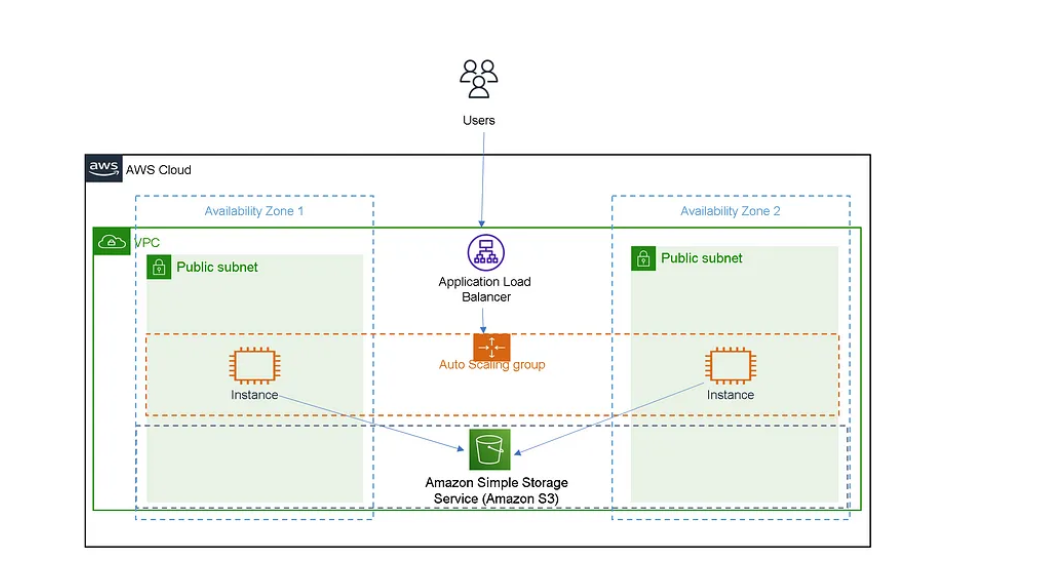 Users
aws
AWS Cloud
Availability Zone 1
Availability Zone 2
VPC
Public subnet
Public subnet
Application Load
Balancer
Auto Scaling group
Instance
Instance
Amazon Simple Storage
Service (Amazon S3)